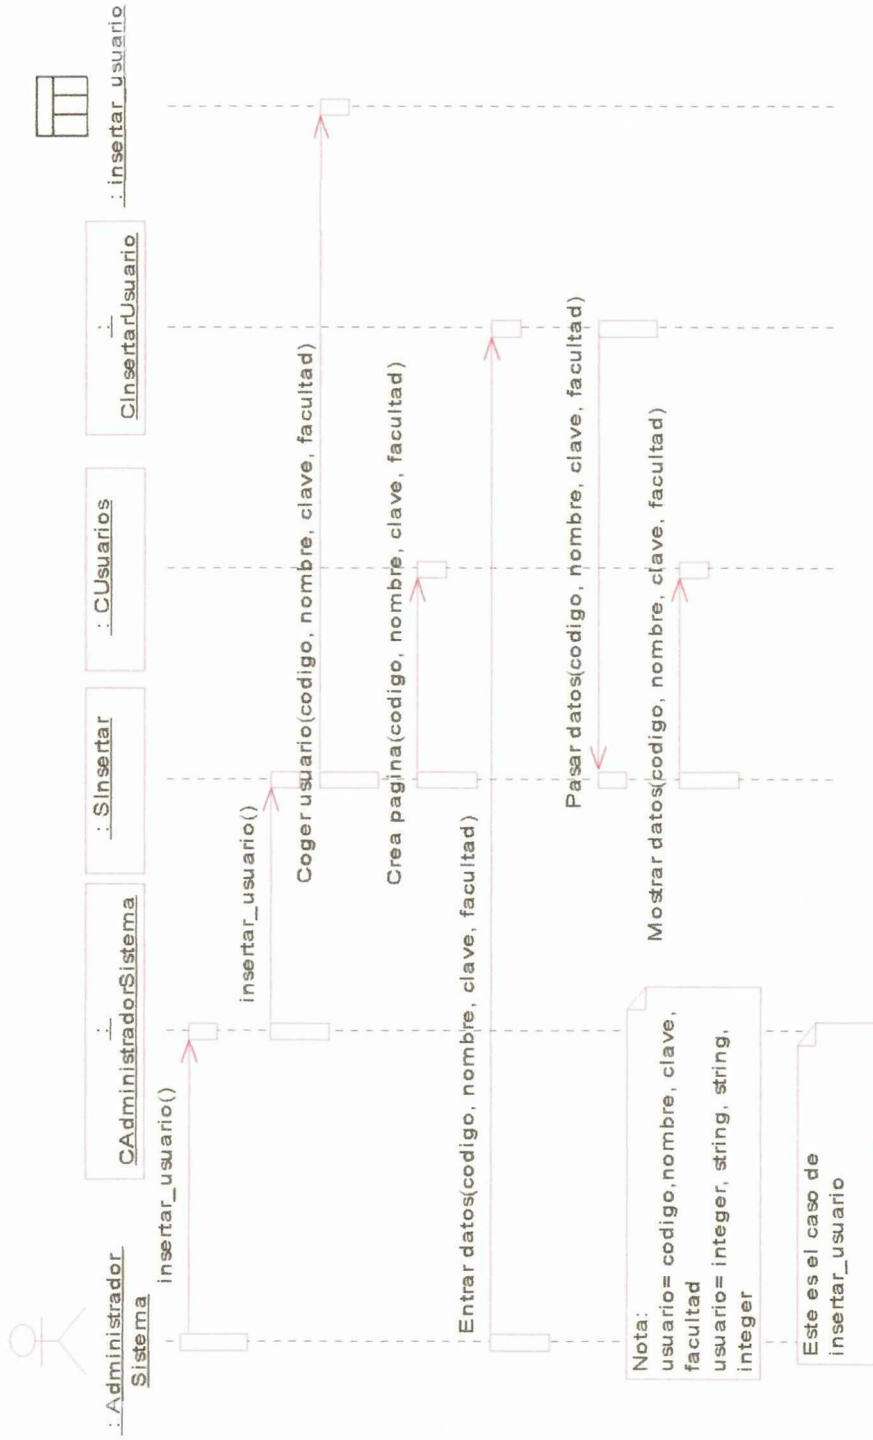 : Administrador
Sistema
:
CAdministradorSistema
: SInsertar
: CUsuarios
:
CInsertarUsuario
: insertar_usuario
insertar_usuario()
insertar_usuario()
Coger usuario(codigo, nombre, clave, facultad)
Crea pagina(codigo, nombre, clave, facultad)
Entrar datos(codigo, nombre, clave, facultad)
Pasar datos(codigo, nombre, clave, facultad)
Mostrar datos(codigo, nombre, clave, facultad)
Nota:
usuario= codigo,nombre, clave,
facultad
usuario= integer, string, string,
integer
Este es el caso de
insertar_usuario